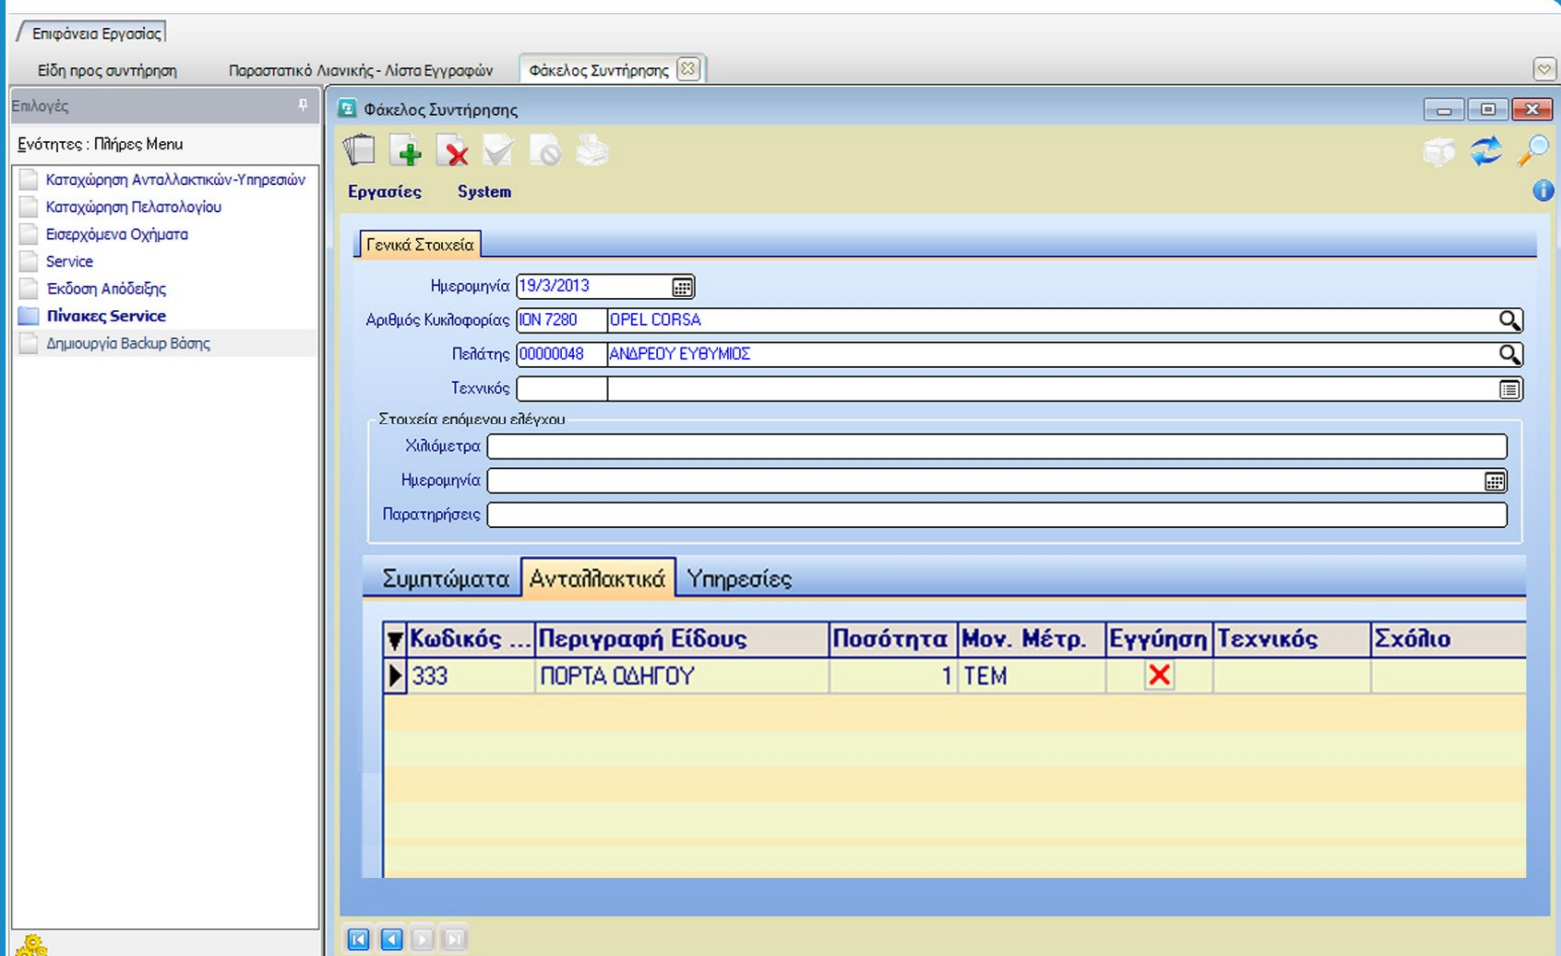 Επιφάνεια Εργασίας
Είδη προς συντήρηση Παραστατικό Λιανικής - Λίστα Εγγραφών Φάκελος Συντήρησης
Επιλογές
Ενότητες : Πλήρες Menu
Καταχώρηση Ανταλλακτικών-Υπηρεσιών
Καταχώρηση Πελατολογίου
Εισερχόμενα Οχήματα
Service
Έκδοση Απόδειξης
Πίνακες Service
Δημιουργία Backup Βάσης
Φάκελος Συντήρησης
Εργασίες System
Γενικά Στοιχεία
Ημερομηνία 19/3/2013
Αριθμός Κυκλοφορίας ΙΟΝ 7280 OPEL CORSA
Πελάτης 00000048 ΑΝΔΡΕΟΥ ΕΥΘΥΜΙΟΣ
Τεχνικός
Στοιχεία επόμενου ελέγχου
Χιλιόμετρα
Ημερομηνία
Παρατηρήσεις
Συμπτώματα Ανταλλακτικά Υπηρεσίες
Κωδικός ... Περιγραφή Είδους Ποσότητα Μον. Μέτρ. Εγγύηση Τεχνικός Σχόλιο
333 ΠΟΡΤΑ ΟΔΗΓΟΥ 1 ΤΕΜ